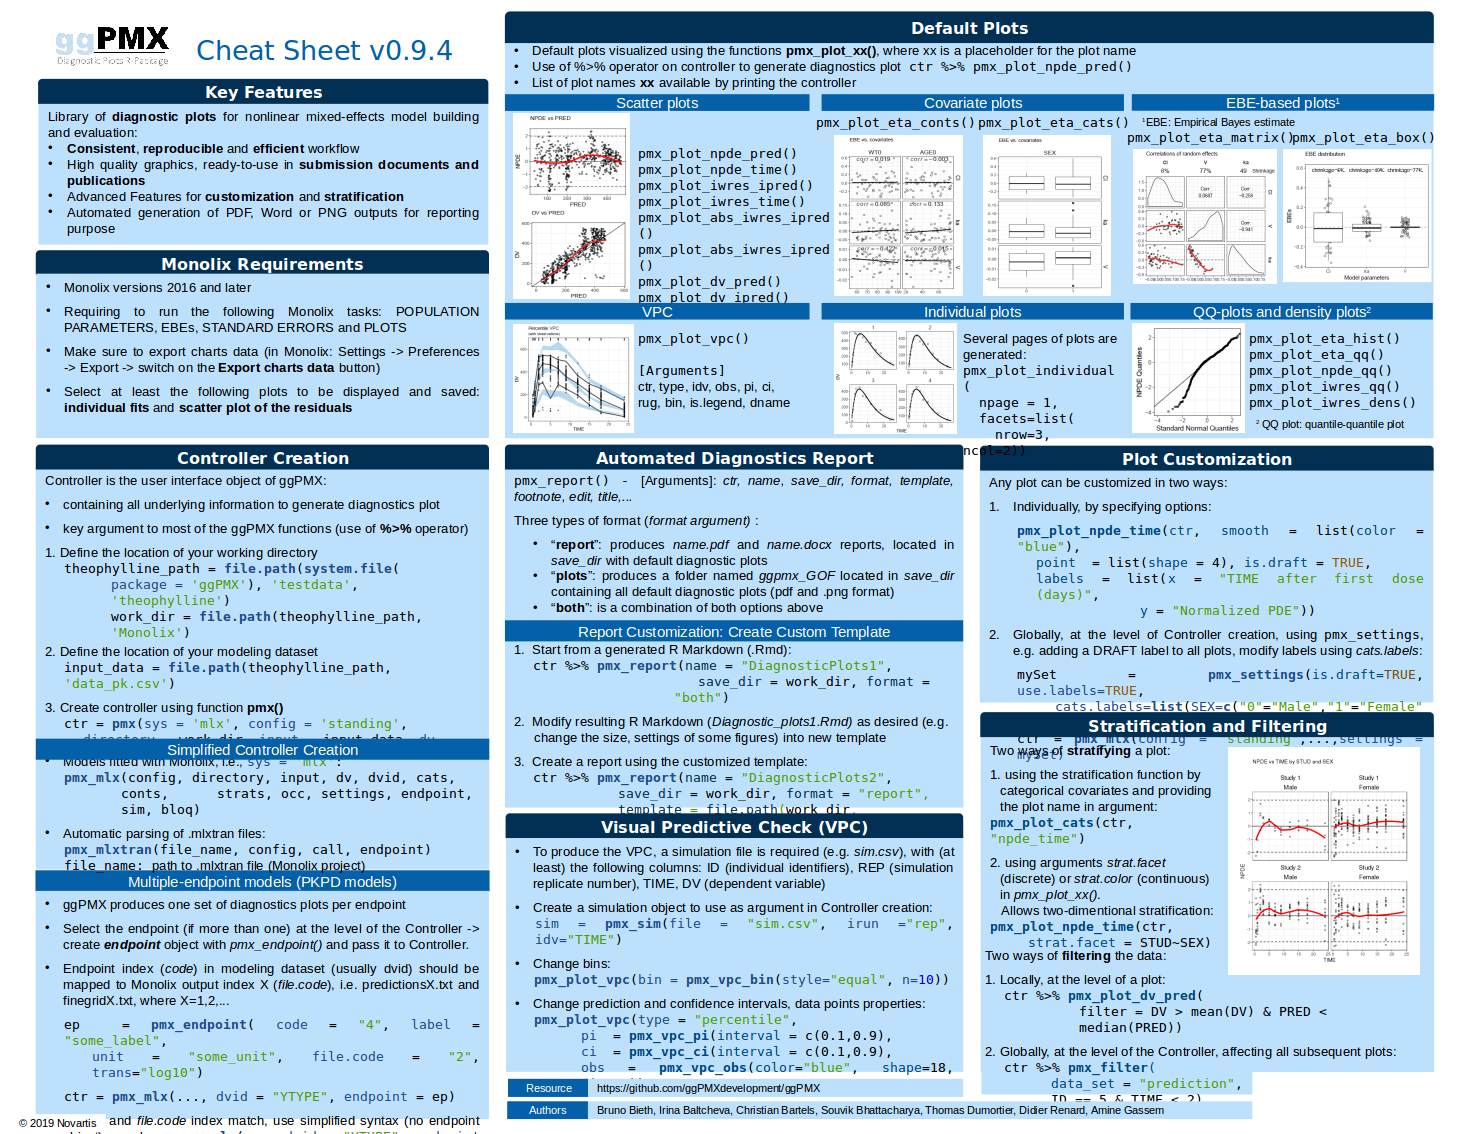 ggPMX
Diagnostic Plots R-Package
Cheat Sheet v0.9.4
Key Features
Library of diagnostic plots for nonlinear mixed-effects model building
and evaluation:
• Consistent, reproducible and efficient workflow
• High quality graphics, ready-to-use in submission documents and
publications
• Advanced Features for customization and stratification
• Automated generation of PDF, Word or PNG outputs for reporting
purpose
Monolix Requirements
• Monolix versions 2016 and later
• Requiring to run the following Monolix tasks: POPULATION
PARAMETERS, EBEs, STANDARD ERRORS and PLOTS
• Make sure to export charts data (in Monolix: Settings -> Preferences
-> Export -> switch on the Export charts data button)
• Select at least the following plots to be displayed and saved:
individual fits and scatter plot of the residuals
Default Plots
• Default plots visualized using the functions pmx_plot_xx(), where xx is a placeholder for the plot name
• Use of %>% operator on controller to generate diagnostics plot ctr %>% pmx_plot_npde_pred()
• List of plot names xx available by printing the controller
Scatter plots
NPDE vs PRED
NPDE
PRED
DV vs PRED
DV
PRED
pmx_plot_npde_pred()
pmx_plot_npde_time()
pmx_plot_iwres_ipred()
pmx_plot_iwres_time()
pmx_plot_abs_iwres_ipred
()
pmx_plot_abs_iwres_ipred
()
pmx_plot_dv_pred()
pmx_plot_dv_ipred()
Covariate plots
pmx_plot_eta_conts() pmx_plot_eta_cats()
EBE vs. covariates
WT0 AGE0
EBE vs. covariates
SEX
EBE-based plots¹
¹EBE: Empirical Bayes estimate
pmx_plot_eta_matrix() pmx_plot_eta_box()
Correlations of random effects
Cl V ka
6% 77% 49 Shrinkage
EBE distribution
EBEs
Model parameters
VPC
Percentile VPC
(with observations)
DV
TIME
pmx_plot_vpc()
[Arguments]
ctr, type, idv, obs, pi, ci,
rug, bin, is.legend, dname
Individual plots
1 2
3 4
DV
TIME
Several pages of plots are
generated:
pmx_plot_individual
(
npage = 1,
facets=list(
nrow=3,
ncol=2))
QQ-plots and density plots²
NPDE Quantiles
Standard Normal Quantiles
pmx_plot_eta_hist()
pmx_plot_eta_qq()
pmx_plot_npde_qq()
pmx_plot_iwres_qq()
pmx_plot_iwres_dens()
² QQ plot: quantile-quantile plot
Controller Creation
Controller is the user interface object of ggPMX:
• containing all underlying information to generate diagnostics plot
• key argument to most of the ggPMX functions (use of %>% operator)
1. Define the location of your working directory
theophylline_path = file.path(system.file(
package = 'ggPMX'), 'testdata',
'theophylline')
work_dir = file.path(theophylline_path,
'Monolix')
2. Define the location of your modeling dataset
input_data = file.path(theophylline_path,
'data_pk.csv')
3. Create controller using function pmx()
ctr = pmx(sys = 'mlx', config = 'standing',
Simplified Controller Creation
• Models fitted with Monolix, i.e., sys = 'mlx':
pmx_mlx(config, directory, input, dv, dvid, cats,
conts, strats, occ, settings, endpoint,
sim, bloq)
• Automatic parsing of .mlxtran files:
pmx_mlxtran(file_name, config, call, endpoint)
file_name: path to .mlxtran file (Monolix project)
Multiple-endpoint models (PKPD models)
• ggPMX produces one set of diagnostics plots per endpoint
• Select the endpoint (if more than one) at the level of the Controller ->
create endpoint object with pmx_endpoint() and pass it to Controller.
• Endpoint index (code) in modeling dataset (usually dvid) should be
mapped to Monolix output index X (file.code), i.e. predictionsX.txt and
finegridX.txt, where X=1,2,...
ep = pmx_endpoint( code = "4", label =
"some_label",
unit = "some_unit", file.code = "2",
trans="log10")
ctr = pmx_mlx(..., dvid = "YTYPE", endpoint = ep)
and file.code index match, use simplified syntax (no endpoint
© 2019 Novartis
Automated Diagnostics Report
pmx_report() - [Arguments]: ctr, name, save_dir, format, template,
footnote, edit, title,...
Three types of format (format argument) :
• “report”: produces name.pdf and name.docx reports, located in
save_dir with default diagnostic plots
• “plots”: produces a folder named ggpmx_GOF located in save_dir
containing all default diagnostic plots (pdf and .png format)
• “both”: is a combination of both options above
Report Customization: Create Custom Template
1. Start from a generated R Markdown (.Rmd):
ctr %>% pmx_report(name = "DiagnosticPlots1",
save_dir = work_dir, format =
"both")
2. Modify resulting R Markdown (Diagnostic_plots1.Rmd) as desired (e.g.
change the size, settings of some figures) into new template
3. Create a report using the customized template:
ctr %>% pmx_report(name = "DiagnosticPlots2",
save_dir = work_dir, format = "report",
template = file.path(work_dir,
Visual Predictive Check (VPC)
• To produce the VPC, a simulation file is required (e.g. sim.csv), with (at
least) the following columns: ID (individual identifiers), REP (simulation
replicate number), TIME, DV (dependent variable)
• Create a simulation object to use as argument in Controller creation:
sim = pmx_sim(file = "sim.csv", irun ="rep",
idv="TIME")
• Change bins:
pmx_plot_vpc(bin = pmx_vpc_bin(style="equal", n=10))
• Change prediction and confidence intervals, data points properties:
pmx_plot_vpc(type = "percentile",
pi = pmx_vpc_pi(interval = c(0.1,0.9),
ci = pmx_vpc_ci(interval = c(0.1,0.9),
obs = pmx_vpc_obs(color="blue", shape=18,
Resource https://github.com/ggPMXdevelopment/ggPMX
Authors Bruno Bieth, Irina Baltcheva, Christian Bartels, Souvik Bhattacharya, Thomas Dumortier, Didier Renard, Amine Gassem
Plot Customization
Any plot can be customized in two ways:
1. Individually, by specifying options:
pmx_plot_npde_time(ctr, smooth = list(color =
"blue"),
point = list(shape = 4), is.draft = TRUE,
labels = list(x = "TIME after first dose
(days)",
y = "Normalized PDE"))
2. Globally, at the level of Controller creation, using pmx_settings,
e.g. adding a DRAFT label to all plots, modify labels using cats.labels:
mySet = pmx_settings(is.draft=TRUE,
use.labels=TRUE,
cats.labels=list(SEX=c("0"="Male","1"="Female"
Stratification and Filtering
ctr = pmx_mlx(config = "standing",...,settings =
mySet)
Two ways of stratifying a plot:
1. using the stratification function by
categorical covariates and providing
the plot name in argument:
pmx_plot_cats(ctr,
"npde_time")
2. using arguments strat.facet
(discrete) or strat.color (continuous)
in pmx_plot_xx().
Allows two-dimentional stratification:
pmx_plot_npde_time(ctr,
strat.facet = STUD~SEX)
NPDE vs TIME by STUD and SEX
Study 1 Study 1
Male Female
Study 2 Study 2
Male Female
NPDE
TIME
Two ways of filtering the data:
1. Locally, at the level of a plot:
ctr %>% pmx_plot_dv_pred(
filter = DV > mean(DV) & PRED <
median(PRED))
2. Globally, at the level of the Controller, affecting all subsequent plots:
ctr %>% pmx_filter(
data_set = "prediction",
ID == 5 & TIME < 2)